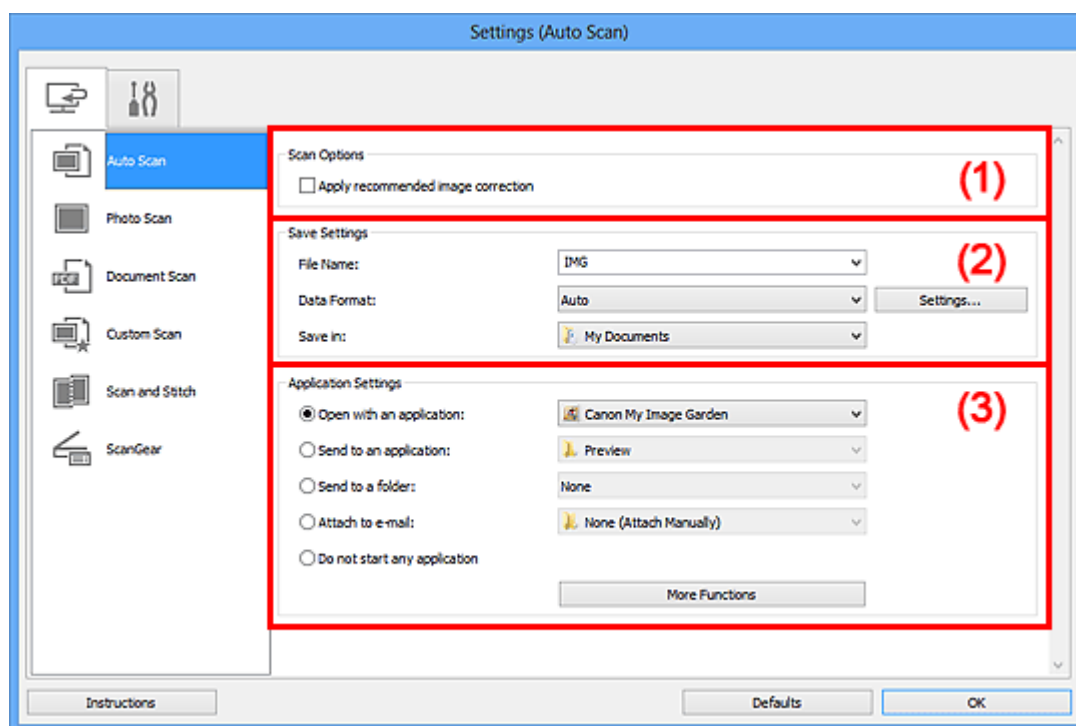 Settings (Auto Scan)
Auto Scan
Photo Scan
Document Scan
Custom Scan
Scan and Stitch
ScanGear
Scan Options
Apply recommended image correction
(1)
Save Settings
(2)
File Name: IMG
Data Format: Auto Settings...
Save in: My Documents
Application Settings
(3)
Open with an application: Canon My Image Garden
Send to an application: Preview
Send to a folder: None
Attach to e-mail: None (Attach Manually)
Do not start any application
More Functions
Instructions Defaults OK